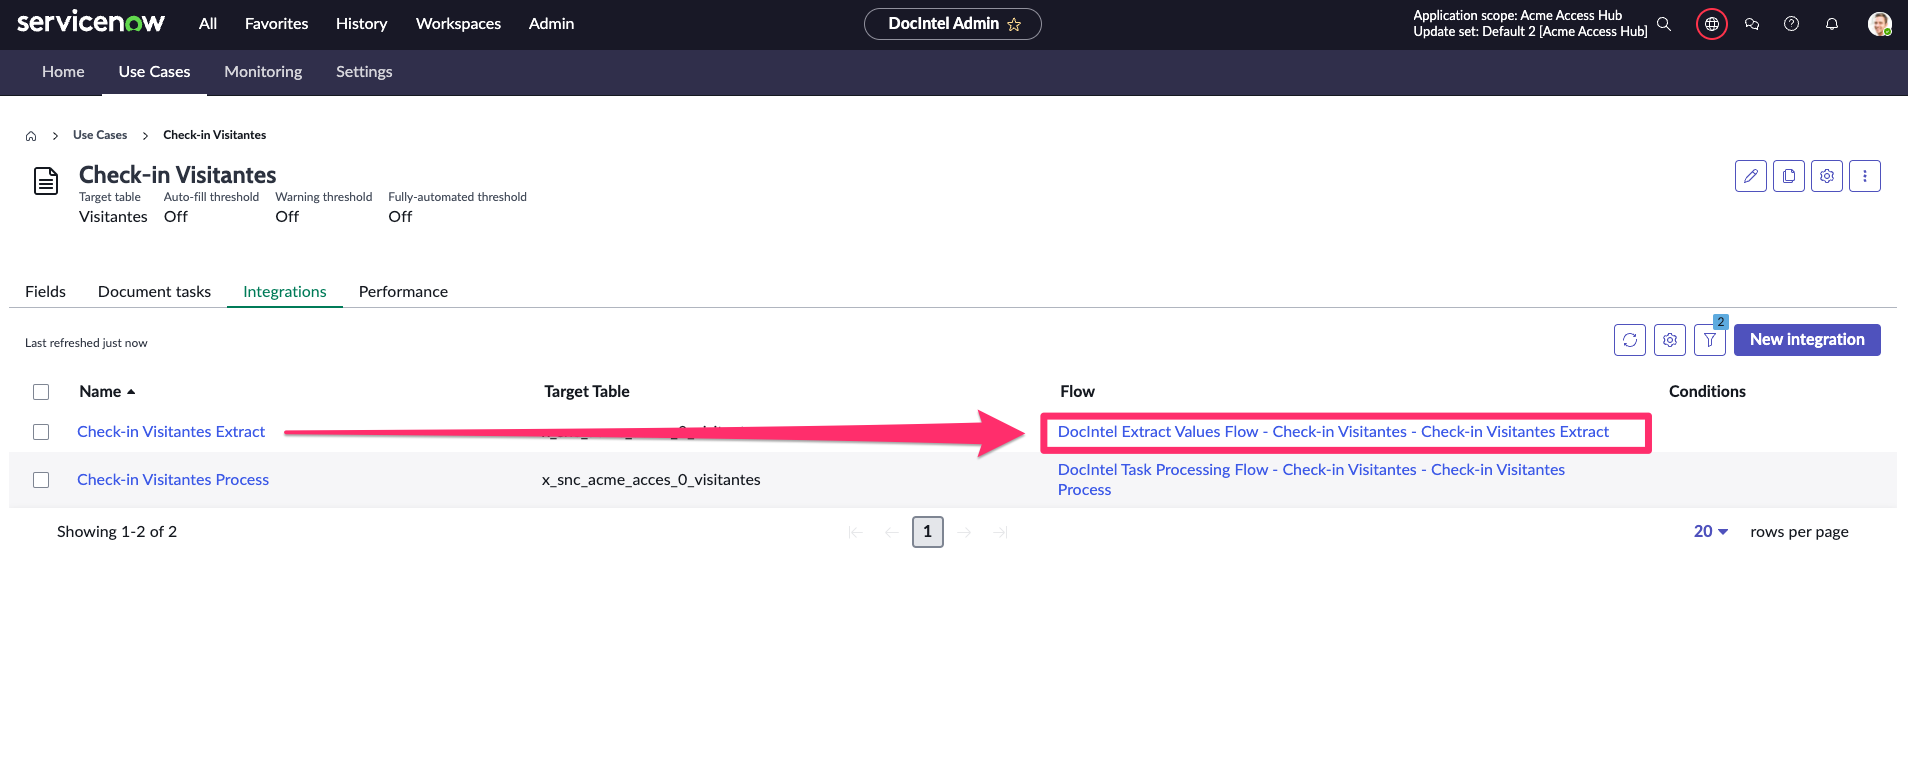 servicenow All Favorites History Workspaces Admin DocIntel Admin Application scope: Acme Access Hub
Update set: Default 2 [Acme Access Hub]
Home Use Cases Monitoring Settings
Use Cases Check-in Visitantes
Check-in Visitantes
Target table Auto-fill threshold Warning threshold Fully-automated threshold
Visitantes Off Off Off
Fields Document tasks Integrations Performance
2
Last refreshed just now New integration
Name Target Table Flow Conditions
Check-in Visitantes Extract DocIntel Extract Values Flow - Check-in Visitantes - Check-in Visitantes Extract
Check-in Visitantes Process x_snc_acme_acces_0_visitantes DocIntel Task Processing Flow - Check-in Visitantes - Check-in Visitantes
Process
Showing 1-2 of 2 1 20 rows per page